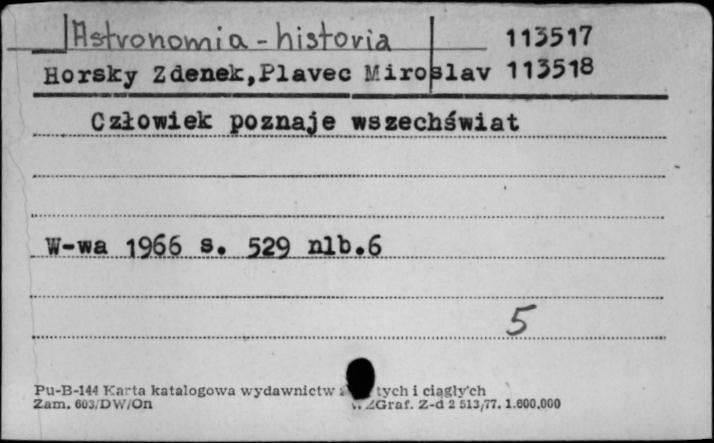 Astronomia - historia 113517
Horsky Zdenek,Plavec Miroslav 113518
Człowiek poznaje wszechświat
W-wa 1966 s. 529 nlb.6
5
Pu-B-144 Karta katalogowa wydawnictw tych i ciągłych
Zam. 603/DW/On Graf. Z-d 2 513/77. 1.600.000